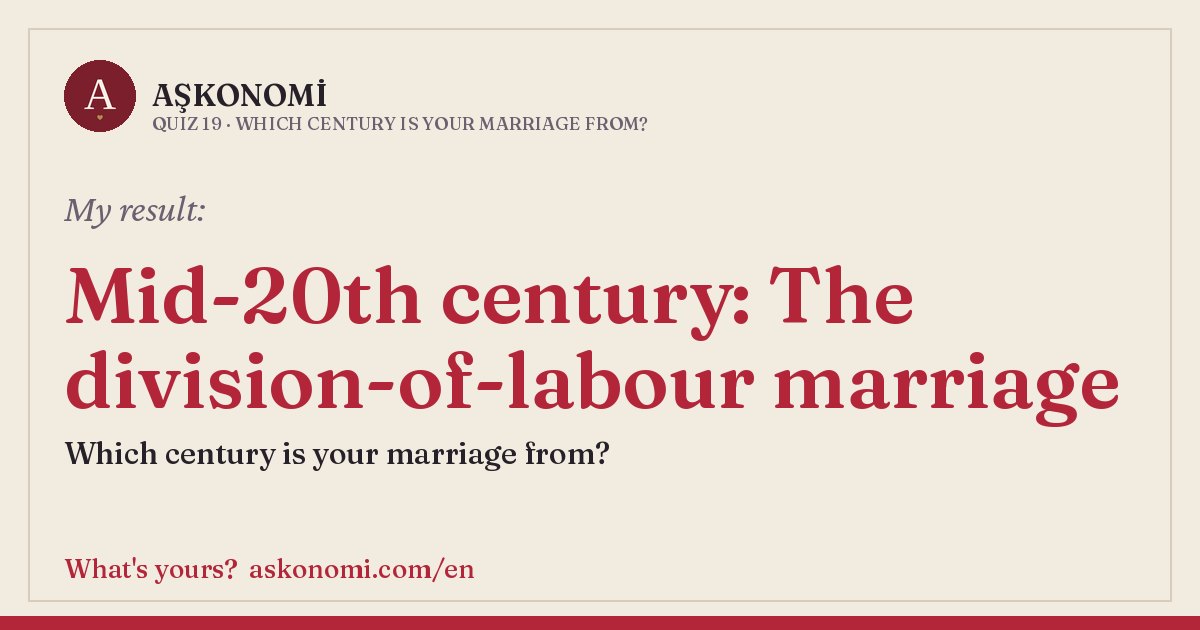 A
AŞKONOMİ
QUIZ 19 · WHICH CENTURY IS YOUR MARRIAGE FROM?
My result:
Mid-20th century: The
division-of-labour marriage
Which century is your marriage from?
What's yours? askonomi.com/en